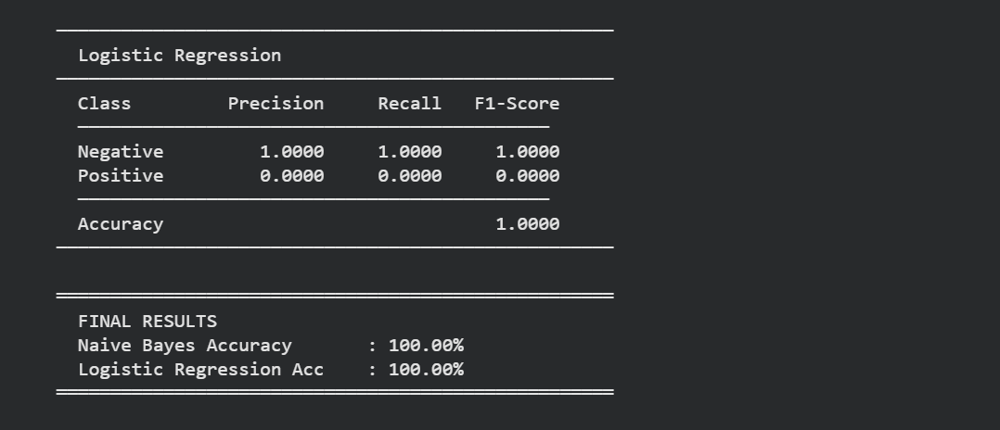 Logistic Regression
Class Precision Recall F1-Score
Negative 1.0000 1.0000 1.0000
Positive 0.0000 0.0000 0.0000
Accuracy 1.0000
FINAL RESULTS
Naive Bayes Accuracy : 100.00%
Logistic Regression Acc : 100.00%